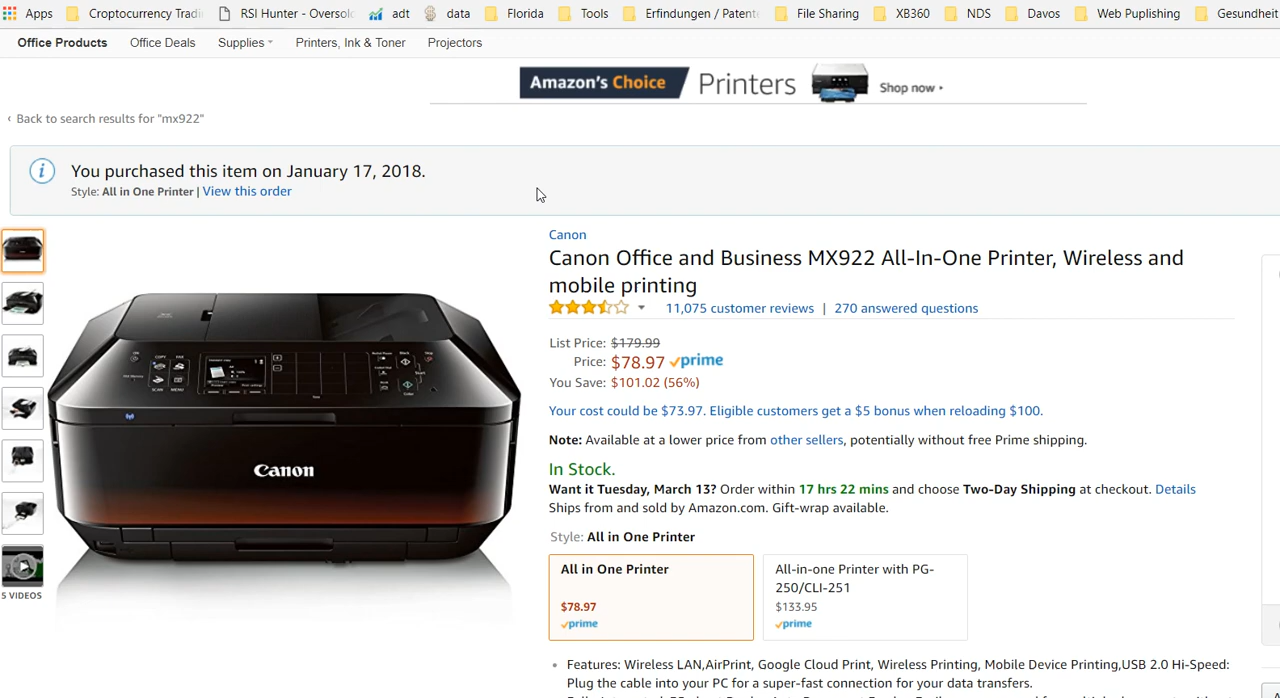 Apps Croptocurrency Tradi RSI Hunter - Oversolc adt data Florida Tools Erfindungen / Patente File Sharing XB360 NDS Davos Web Puplishing Gesundheit
Office Products Office Deals Supplies Printers, Ink & Toner Projectors
Amazon's Choice Printers Shop now ▸
‹ Back to search results for "mx922"
i You purchased this item on January 17, 2018.
Style: All in One Printer | View this order
Canon
Canon Office and Business MX922 All-In-One Printer, Wireless and
mobile printing
11,075 customer reviews | 270 answered questions
List Price: $179.99
Price: $78.97 prime
You Save: $101.02 (56%)
Your cost could be $73.97. Eligible customers get a $5 bonus when reloading $100.
Note: Available at a lower price from other sellers, potentially without free Prime shipping.
Canon
In Stock.
Want it Tuesday, March 13? Order within 17 hrs 22 mins and choose Two-Day Shipping at checkout. Details
Ships from and sold by Amazon.com. Gift-wrap available.
Style: All in One Printer
All in One Printer
$78.97
prime
All-in-one Printer with PG-
250/CLI-251
$133.95
prime
5 VIDEOS
• Features: Wireless LAN,AirPrint, Google Cloud Print, Wireless Printing, Mobile Device Printing,USB 2.0 Hi-Speed:
Plug the cable into your PC for a super-fast connection for your data transfers.